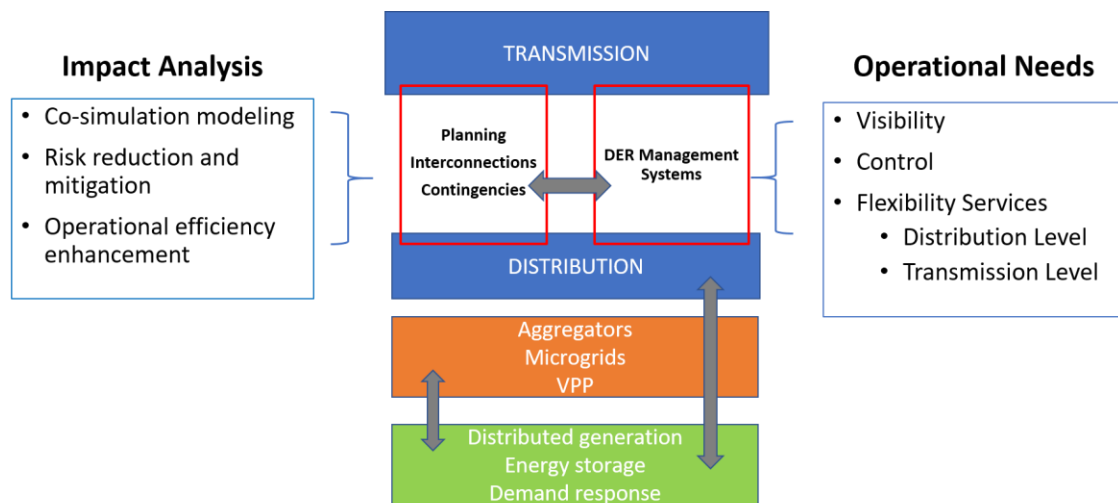 Impact Analysis
• Co-simulation modeling
• Risk reduction and
mitigation
• Operational efficiency
enhancement
TRANSMISSION
Planning
Interconnections
Contingencies
DER Management
Systems
DISTRIBUTION
Aggregators
Microgrids
VPP
Distributed generation
Energy storage
Demand response
Operational Needs
• Visibility
• Control
• Flexibility Services
• Distribution Level
• Transmission Level